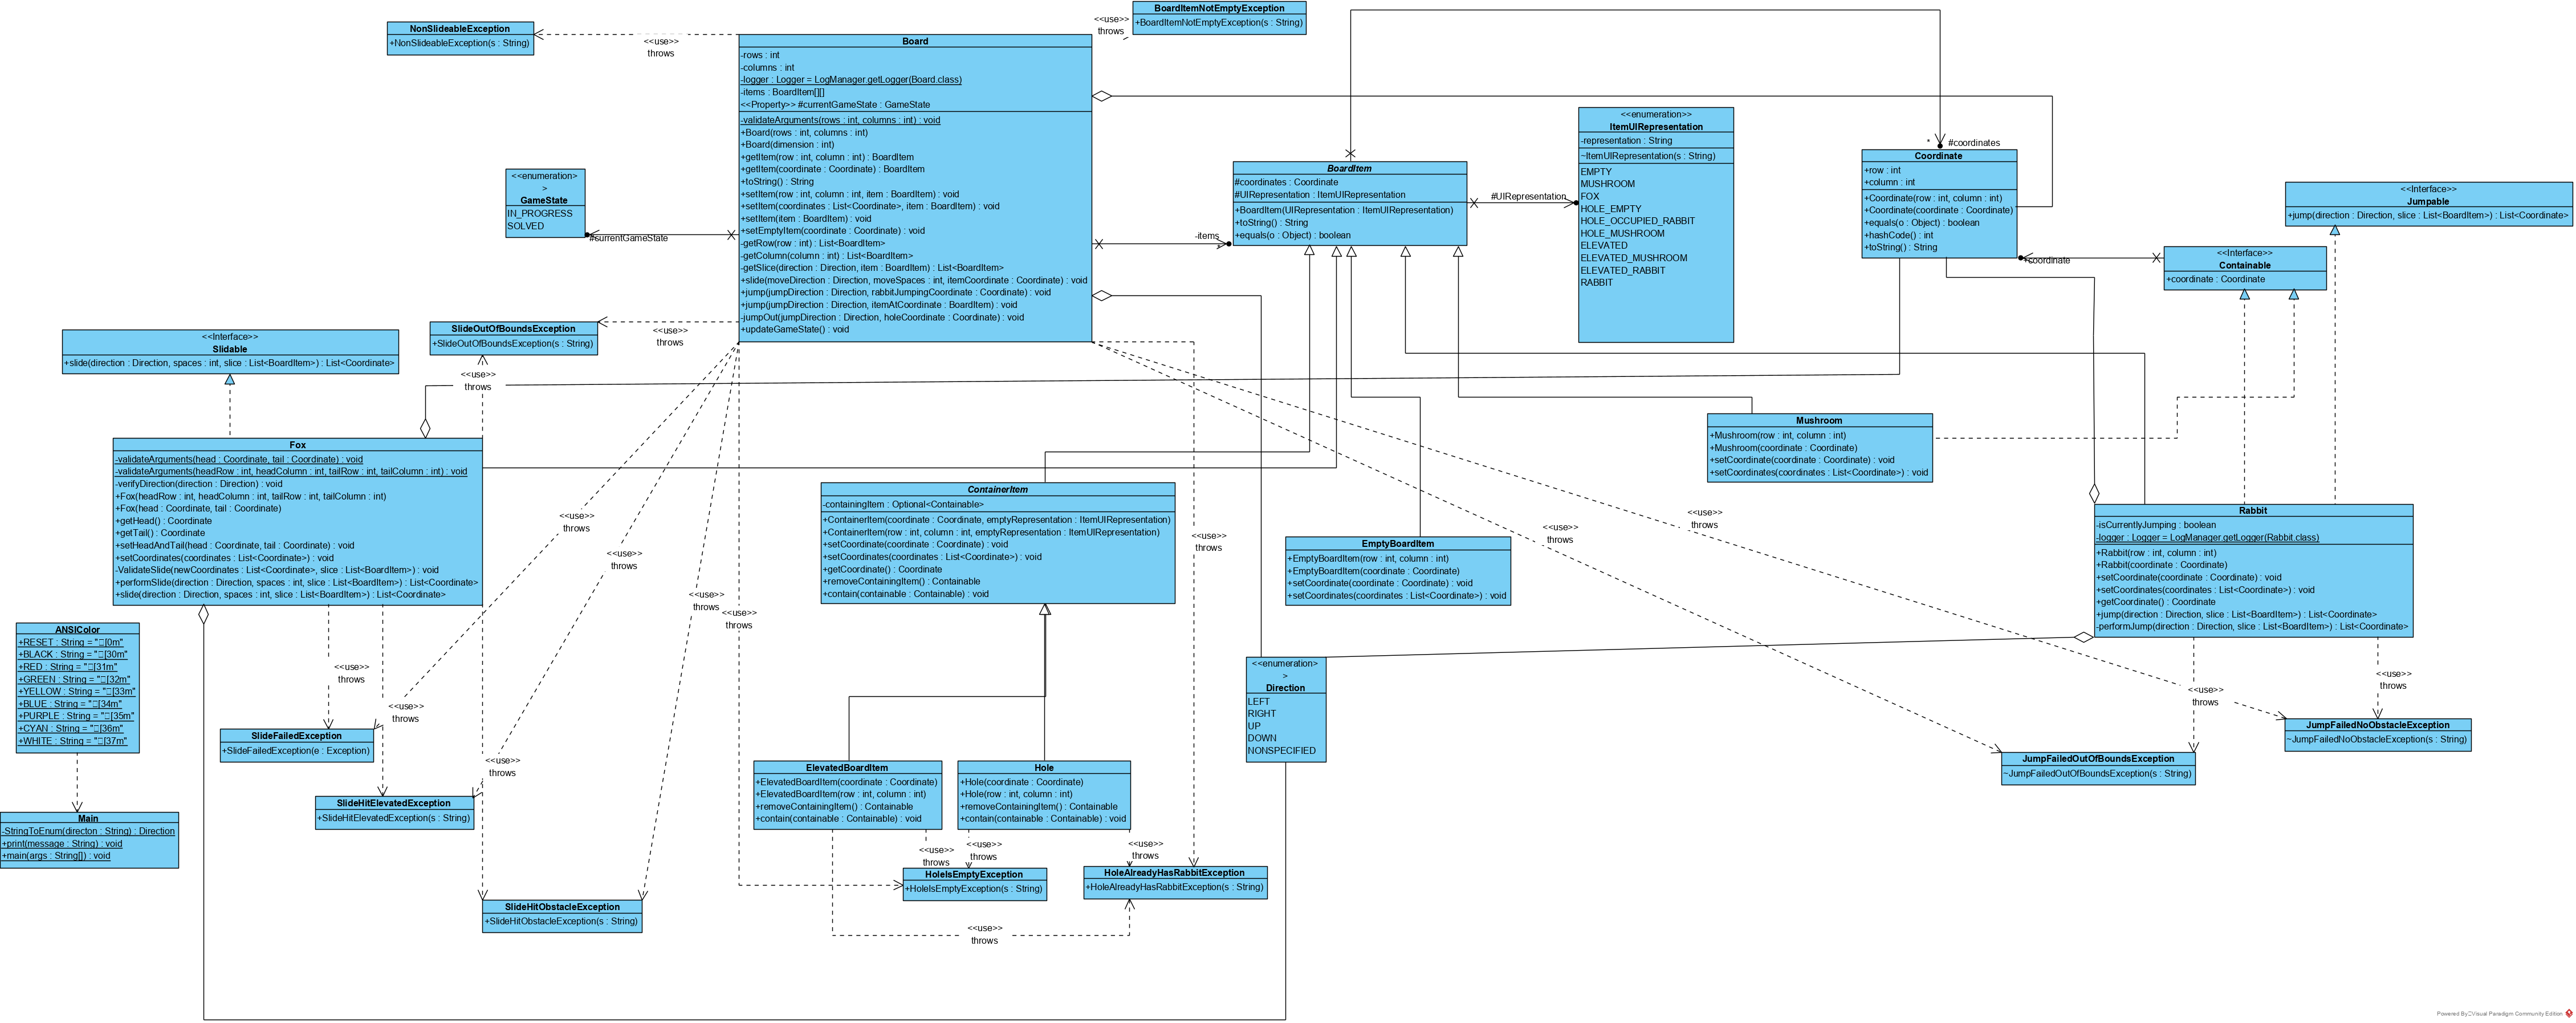 BoardItemNotEmptyException
+BoardItemNotEmptyException(s : String)
<<use>>
throws
NonSlideableException
+NonSlideableException(s : String)
<<use>>
throws
Board
-rows : int
-columns : int
-logger : Logger = LogManager.getLogger(Board.class)
-items : BoardItem[][]
<<Property>> #currentGameState : GameState
-validateArguments(rows : int, columns : int) : void
+Board(rows : int, columns : int)
+Board(dimension : int)
+getItem(row : int, column : int) : BoardItem
+getItem(coordinate : Coordinate) : BoardItem
+toString() : String
+setItem(row : int, column : int, item : BoardItem) : void
+setItem(coordinates : List<Coordinate>, item : BoardItem) : void
+setItem(item : BoardItem) : void
+setEmptyItem(coordinate : Coordinate) : void
-getRow(row : int) : List<BoardItem>
-getColumn(column : int) : List<BoardItem>
-getSlice(direction : Direction, item : BoardItem) : List<BoardItem>
+slide(moveDirection : Direction, moveSpaces : int, itemCoordinate : Coordinate) : void
+jump(jumpDirection : Direction, rabbitJumpingCoordinate : Coordinate) : void
+jump(jumpDirection : Direction, itemAtCoordinate : BoardItem) : void
-jumpOut(jumpDirection : Direction, holeCoordinate : Coordinate) : void
+updateGameState() : void
<<enumeration>
>
GameState
IN_PROGRESS
SOLVED
#currentGameState
-items
*
BoardItem
#coordinates : Coordinate
#UIRepresentation : ItemUIRepresentation
+BoardItem(UIRepresentation : ItemUIRepresentation)
+toString() : String
+equals(o : Object) : boolean
#UIRepresentation
<<enumeration>>
ItemUIRepresentation
-representation : String
~ItemUIRepresentation(s : String)
EMPTY
MUSHROOM
FOX
HOLE_EMPTY
HOLE_OCCUPIED_RABBIT
HOLE_MUSHROOM
ELEVATED
ELEVATED_MUSHROOM
ELEVATED_RABBIT
RABBIT
* #coordinates
Coordinate
+row : int
+column : int
+Coordinate(row : int, column : int)
+Coordinate(coordinate : Coordinate)
+equals(o : Object) : boolean
+hashCode() : int
+toString() : String
+coordinate
<<Interface>>
Jumpable
+jump(direction : Direction, slice : List<BoardItem>) : List<Coordinate>
<<Interface>>
Containable
+coordinate : Coordinate
<<Interface>>
Slidable
+slide(direction : Direction, spaces : int, slice : List<BoardItem>) : List<Coordinate>
SlideOutOfBoundsException
+SlideOutOfBoundsException(s : String)
<<use>>
throws
<<use>>
throws
Fox
-validateArguments(head : Coordinate, tail : Coordinate) : void
-validateArguments(headRow : int, headColumn : int, tailRow : int, tailColumn : int) : void
-verifyDirection(direction : Direction) : void
+Fox(headRow : int, headColumn : int, tailRow : int, tailColumn : int)
+Fox(head : Coordinate, tail : Coordinate)
+getHead() : Coordinate
+getTail() : Coordinate
+setHeadAndTail(head : Coordinate, tail : Coordinate) : void
+setCoordinates(coordinates : List<Coordinate>) : void
-ValidateSlide(newCoordinates : List<Coordinate>, slice : List<BoardItem>) : void
+performSlide(direction : Direction, spaces : int, slice : List<BoardItem>) : List<Coordinate>
+slide(direction : Direction, spaces : int, slice : List<BoardItem>) : List<Coordinate>
Mushroom
+Mushroom(row : int, column : int)
+Mushroom(coordinate : Coordinate)
+setCoordinate(coordinate : Coordinate) : void
+setCoordinates(coordinates : List<Coordinate>) : void
ContainerItem
-containingItem : Optional<Containable>
+ContainerItem(coordinate : Coordinate, emptyRepresentation : ItemUIRepresentation)
+ContainerItem(row : int, column : int, emptyRepresentation : ItemUIRepresentation)
+setCoordinate(coordinate : Coordinate) : void
+setCoordinates(coordinates : List<Coordinate>) : void
+getCoordinate() : Coordinate
+removeContainingItem() : Containable
+contain(containable : Containable) : void
EmptyBoardItem
+EmptyBoardItem(row : int, column : int)
+EmptyBoardItem(coordinate : Coordinate)
+setCoordinate(coordinate : Coordinate) : void
+setCoordinates(coordinates : List<Coordinate>) : void
Rabbit
-isCurrentlyJumping : boolean
-logger : Logger = LogManager.getLogger(Rabbit.class)
+Rabbit(row : int, column : int)
+Rabbit(coordinate : Coordinate)
+setCoordinate(coordinate : Coordinate) : void
+setCoordinates(coordinates : List<Coordinate>) : void
+getCoordinate() : Coordinate
+jump(direction : Direction, slice : List<BoardItem>) : List<Coordinate>
-performJump(direction : Direction, slice : List<BoardItem>) : List<Coordinate>
<<use>>
throws
<<use>>
throws
<<use>>
throws
<<use>>
throws
<<use>>
throws
<<use>>
throws
<<use>>
throws
ANSIColor
+RESET : String = "[0m"
+BLACK : String = "[30m"
+RED : String = "[31m"
+GREEN : String = "[32m"
+YELLOW : String = "[33m"
+BLUE : String = "[34m"
+PURPLE : String = "[35m"
+CYAN : String = "[36m"
+WHITE : String = "[37m"
<<use>>
throws
<<use>>
throws
<<use>>
throws
<<use>>
throws
<<use>>
throws
<<enumeration>
>
Direction
LEFT
RIGHT
UP
DOWN
NONSPECIFIED
SlideFailedException
+SlideFailedException(e : Exception)
JumpFailedNoObstacleException
~JumpFailedNoObstacleException(s : String)
JumpFailedOutOfBoundsException
~JumpFailedOutOfBoundsException(s : String)
ElevatedBoardItem
+ElevatedBoardItem(coordinate : Coordinate)
+ElevatedBoardItem(row : int, column : int)
+removeContainingItem() : Containable
+contain(containable : Containable) : void
Hole
+Hole(coordinate : Coordinate)
+Hole(row : int, column : int)
+removeContainingItem() : Containable
+contain(containable : Containable) : void
SlideHitElevatedException
+SlideHitElevatedException(s : String)
Main
-StringToEnum(directon : String) : Direction
+print(message : String) : void
+main(args : String[]) : void
<<use>>
throws
<<use>>
throws
<<use>>
throws
HoleIsEmptyException
+HoleIsEmptyException(s : String)
HoleAlreadyHasRabbitException
+HoleAlreadyHasRabbitException(s : String)
SlideHitObstacleException
+SlideHitObstacleException(s : String)
<<use>>
throws
Powered By Visual Paradigm Community Edition